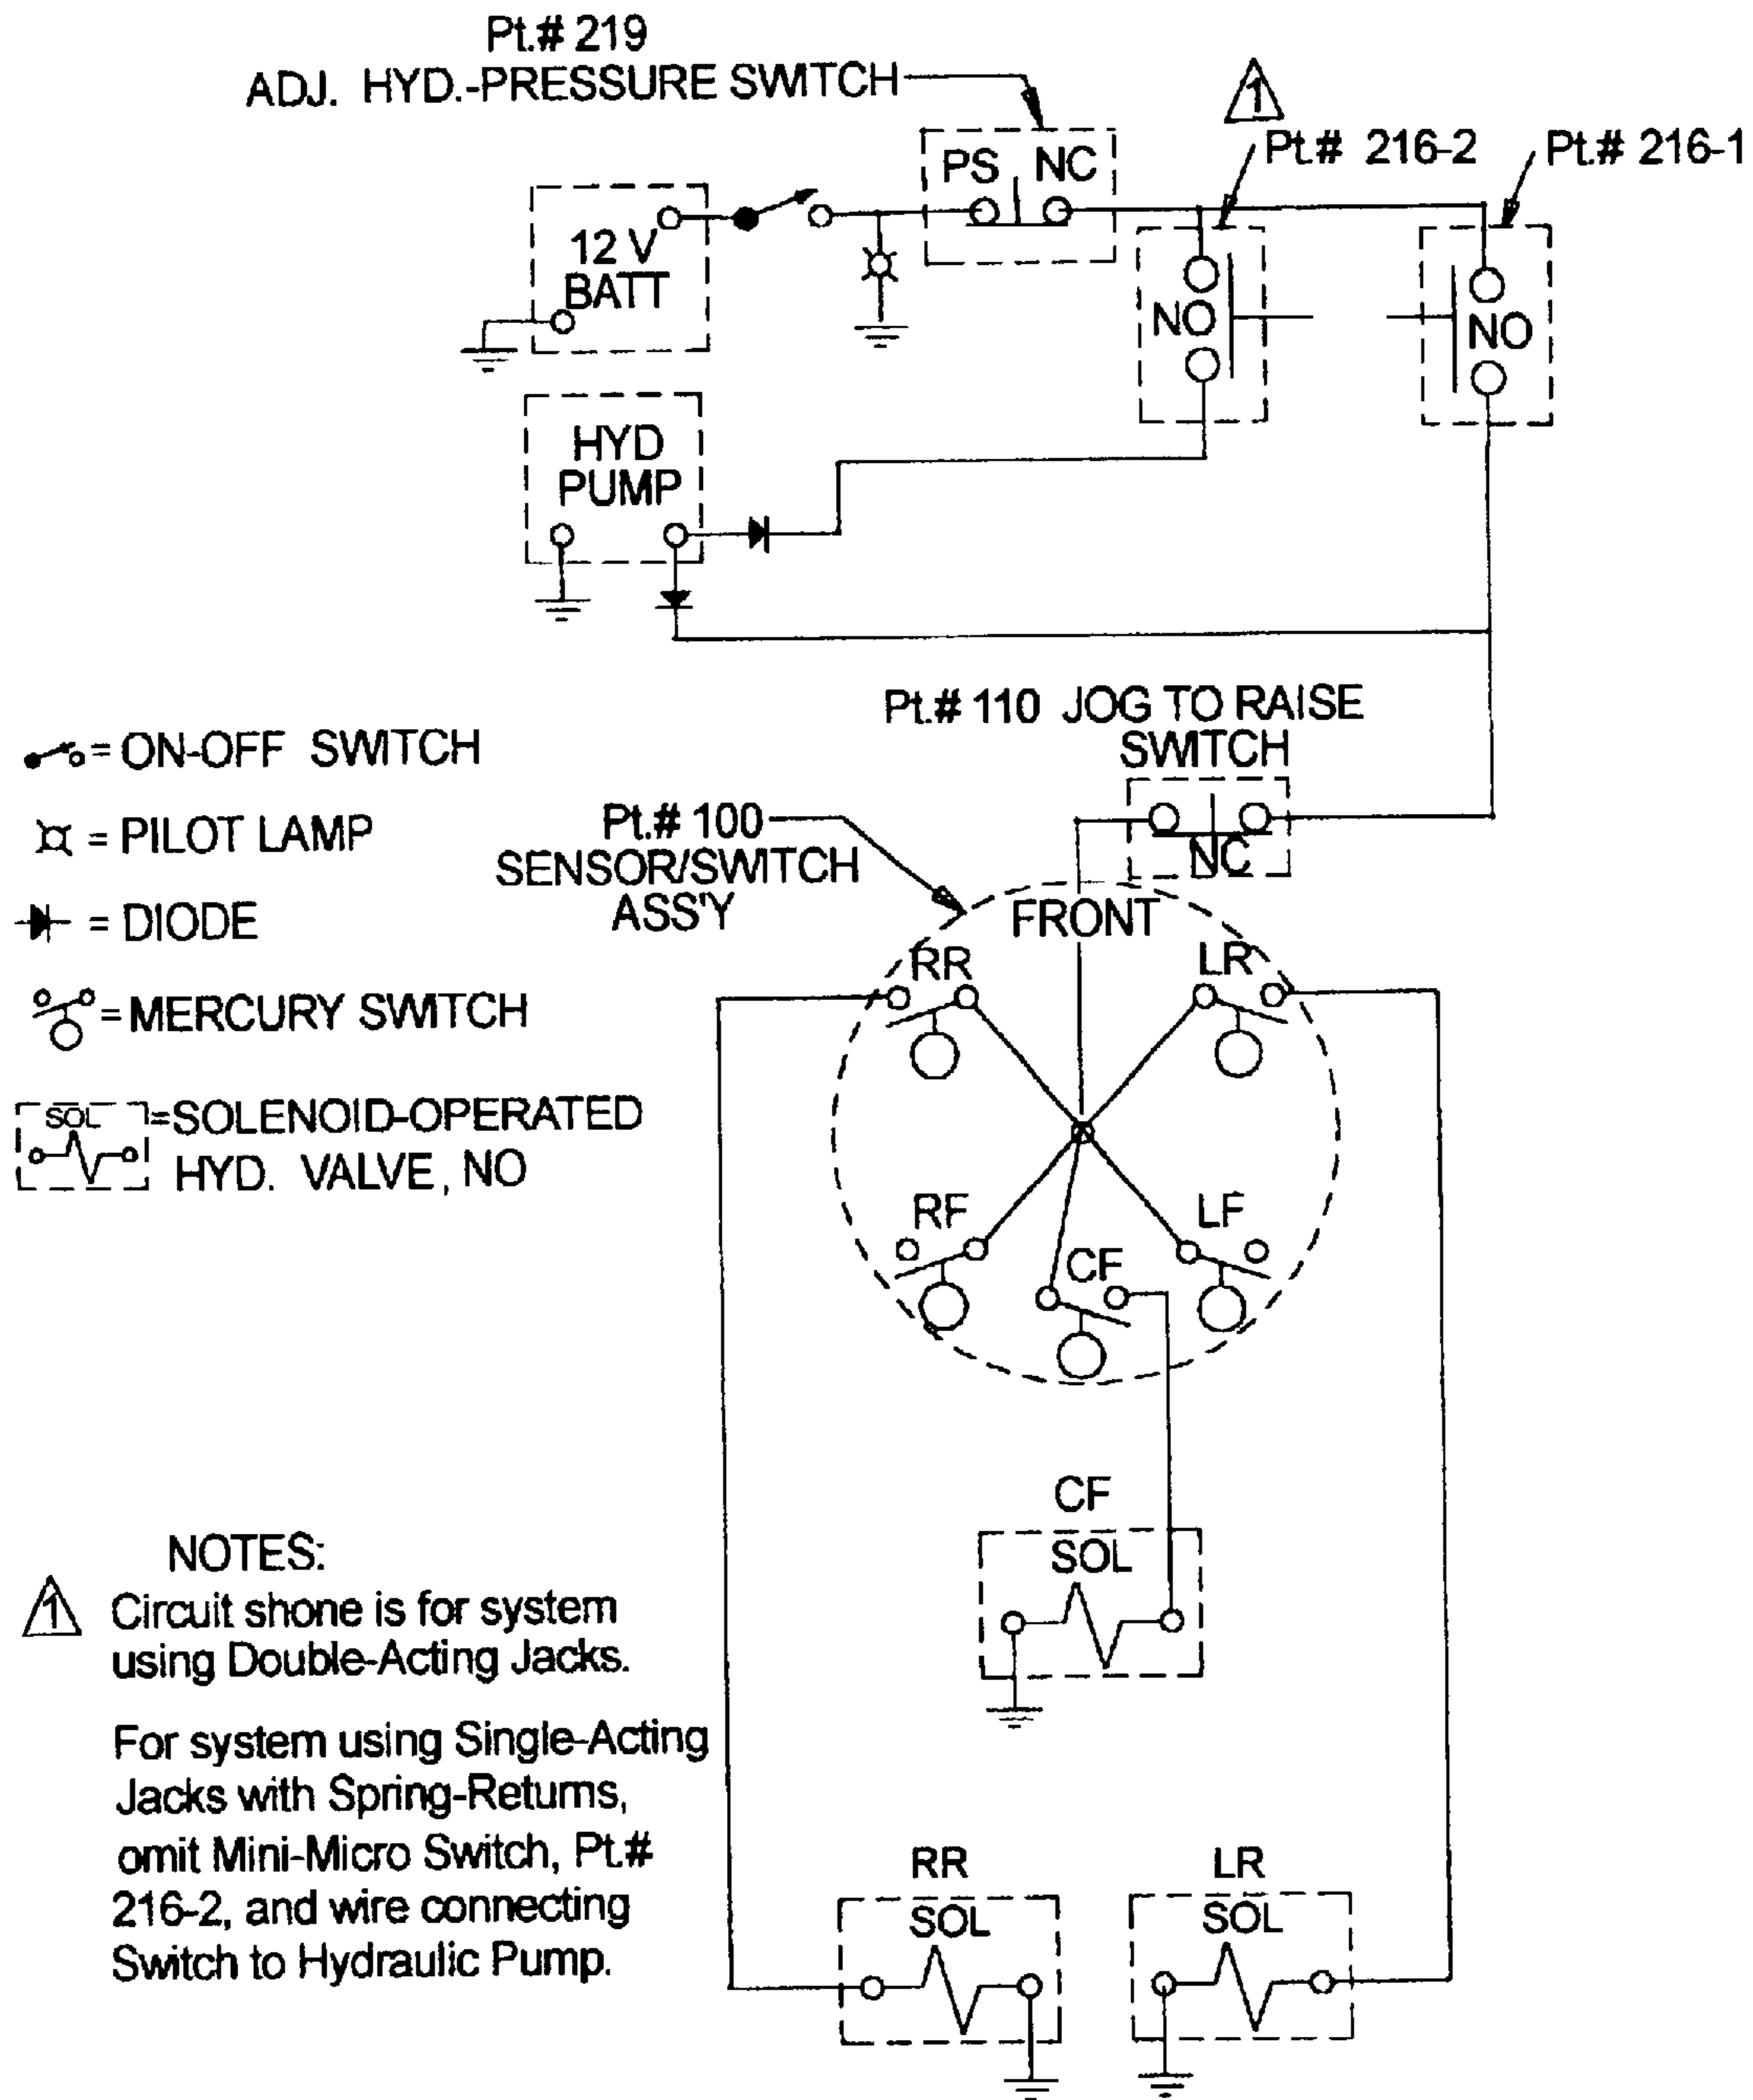 Pt.# 219
ADJ. HYD.-PRESSURE SWITCH
1
Pt.# 216-2
Pt.# 216-1
PS NC
12 V
BATT
NO
NO
HYD
PUMP
Pt.# 110 JOG TO RAISE
SWITCH
NC
= ON-OFF SWITCH
= PILOT LAMP
= DIODE
= MERCURY SWITCH
SOL =SOLENOID-OPERATED
HYD. VALVE, NO
Pt.# 100
SENSOR/SWITCH
ASS'Y
FRONT
RR
LR
RF
LF
CF
CF
SOL
NOTES:
1 Circuit shone is for system
using Double-Acting Jacks.
For system using Single-Acting
Jacks with Spring-Returns,
omit Mini-Micro Switch, Pt.#
216-2, and wire connecting
Switch to Hydraulic Pump.
RR
SOL
LR
SOL